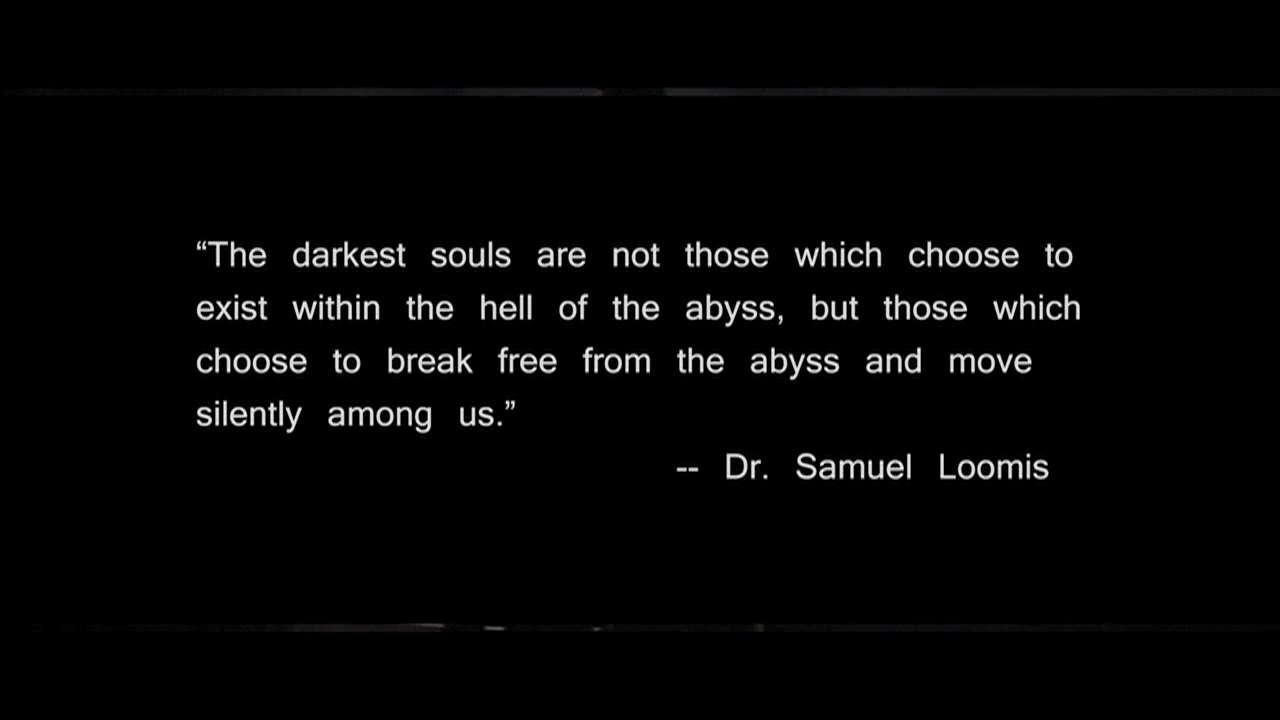 “The darkest souls are not those which choose to
exist within the hell of the abyss, but those which
choose to break free from the abyss and move
silently among us.”
-- Dr. Samuel Loomis